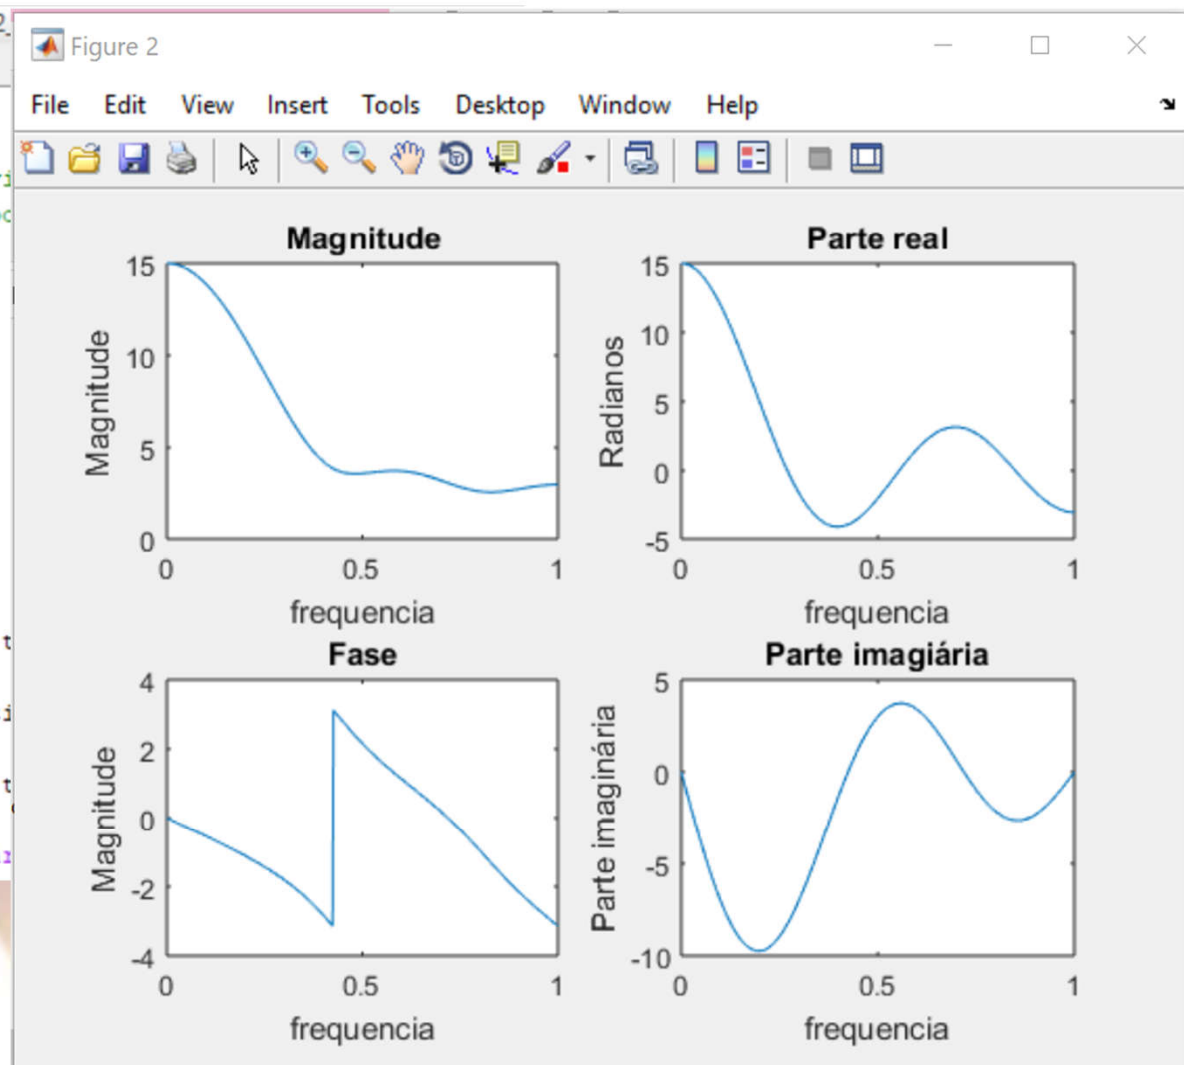 Figure 2
File Edit View Insert Tools Desktop Window Help
Magnitude
15
10
5
0
Magnitude
0 0.5 1
frequencia
Parte real
15
10
5
0
-5
Radianos
0 0.5 1
frequencia
Fase
4
2
0
-2
-4
Magnitude
0 0.5 1
frequencia
Parte imagiária
5
0
-5
-10
Parte imaginária
0 0.5 1
frequencia